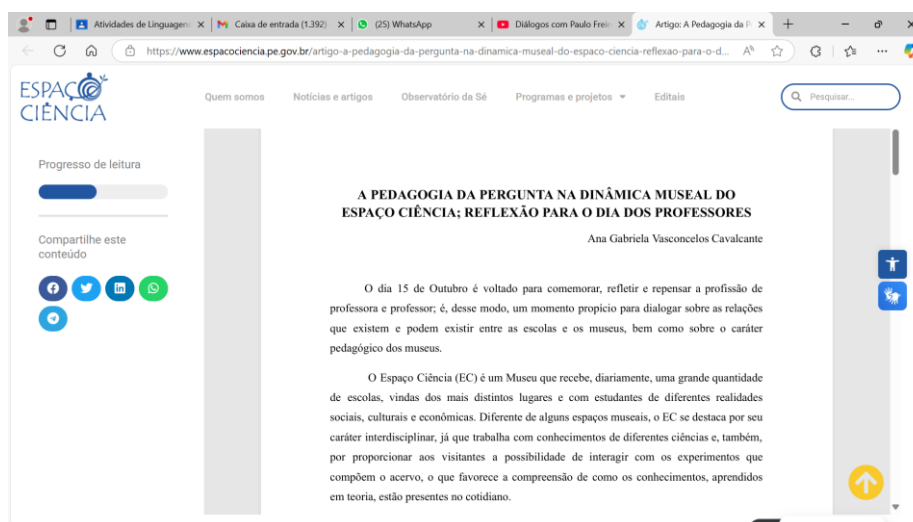 Atividades de Linguagen
Caixa de entrada (1.392)
(25) WhatsApp
Diálogos com Paulo Freir
Artigo: A Pedagogia da P
https://www.espacociencia.pe.gov.br/artigo-a-pedagogia-da-pergunta-na-dinamica-museal-do-espaco-ciencia-reflexao-para-o-d...
ESPAÇO
CIÊNCIA
Quem somos
Notícias e artigos
Observatório da Sé
Programas e projetos
Editais
Pesquisar...
Progresso de leitura
Compartilhe este
conteúdo
A PEDAGOGIA DA PERGUNTA NA DINÂMICA MUSEAL DO
ESPAÇO CIÊNCIA; REFLEXÃO PARA O DIA DOS PROFESSORES
Ana Gabriela Vasconcelos Cavalcante
O dia 15 de Outubro é voltado para comemorar, refletir e repensar a profissão de
professora e professor; é, desse modo, um momento propício para dialogar sobre as relações
que existem e podem existir entre as escolas e os museus, bem como sobre o caráter
pedagógico dos museus.
O Espaço Ciência (EC) é um Museu que recebe, diariamente, uma grande quantidade
de escolas, vindas dos mais distintos lugares e com estudantes de diferentes realidades
sociais, culturais e econômicas. Diferente de alguns espaços museais, o EC se destaca por seu
caráter interdisciplinar, já que trabalha com conhecimentos de diferentes ciências e, também,
por proporcionar aos visitantes a possibilidade de interagir com os experimentos que
compõem o acervo, o que favorece a compreensão de como os conhecimentos, aprendidos
em teoria, estão presentes no cotidiano.